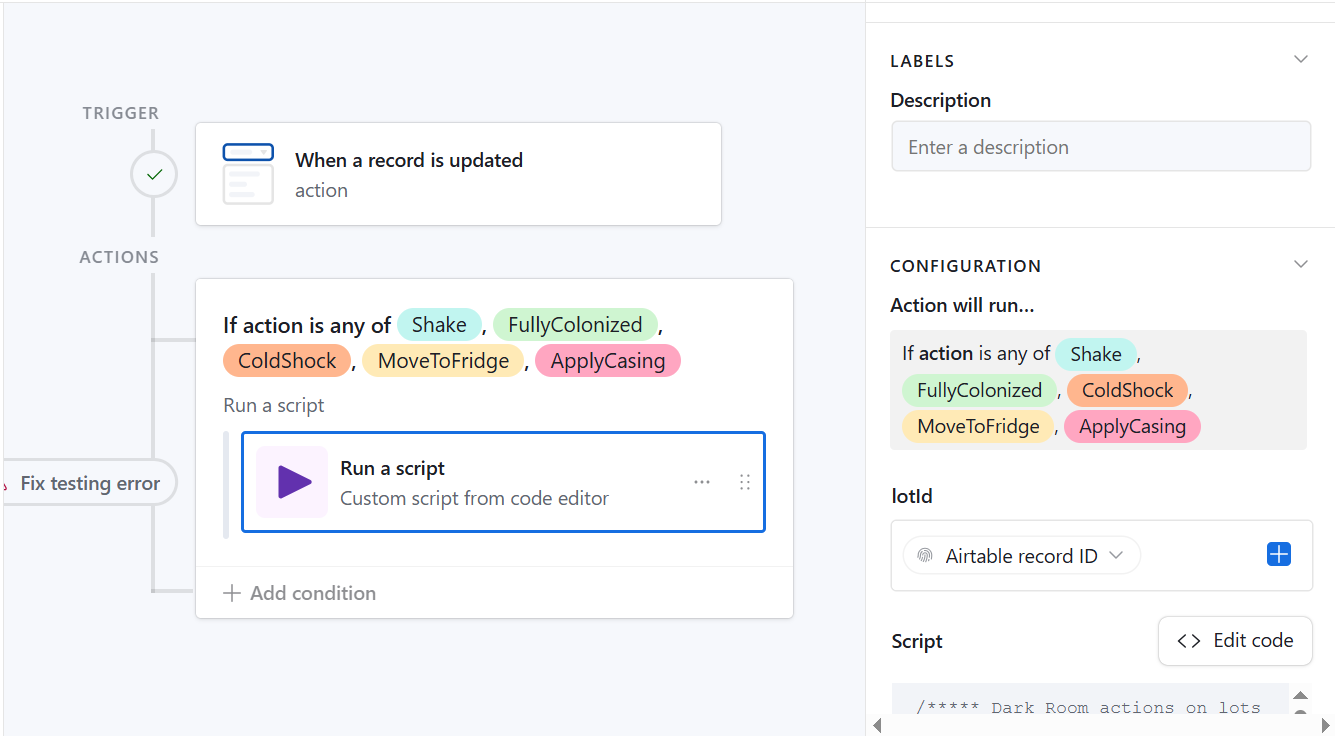 TRIGGER
When a record is updated
action
ACTIONS
If action is any of Shake, FullyColonized,
ColdShock, MoveToFridge, ApplyCasing
Run a script
Run a script
Custom script from code editor
Fix testing error
+ Add condition
LABELS
Description
Enter a description
CONFIGURATION
Action will run...
If action is any of Shake,
FullyColonized, ColdShock,
MoveToFridge, ApplyCasing
lotId
Airtable record ID
Script
<> Edit code
/***** Dark Room actions on lots